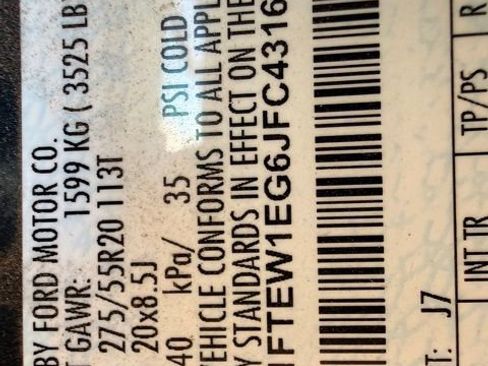 BY FORD MOTOR CO.
T GAWR: 1599 KG ( 3525 LB
275/55R20 113T
20x8.5J
40 kPa/ 35 PSI COLD
VEHICLE CONFORMS TO ALL APPL
Y STANDARDS IN EFFECT ON THE
1FTEW1EG6JFC4316
T: J7
INT TR TP/PS R